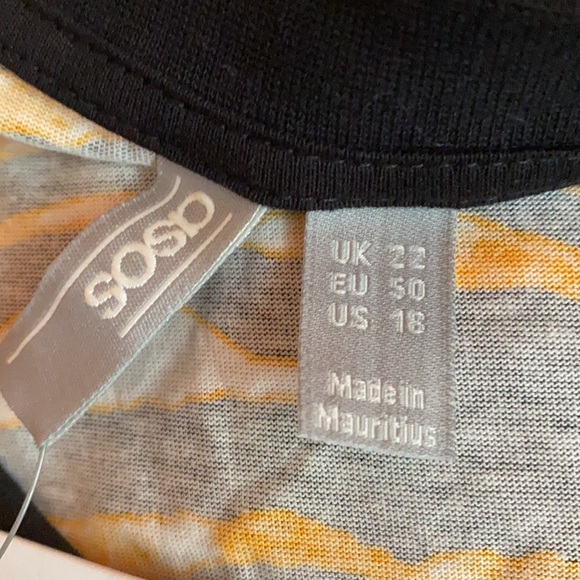 asos
UK 22
EU 50
US 18
Made in
Mauritius